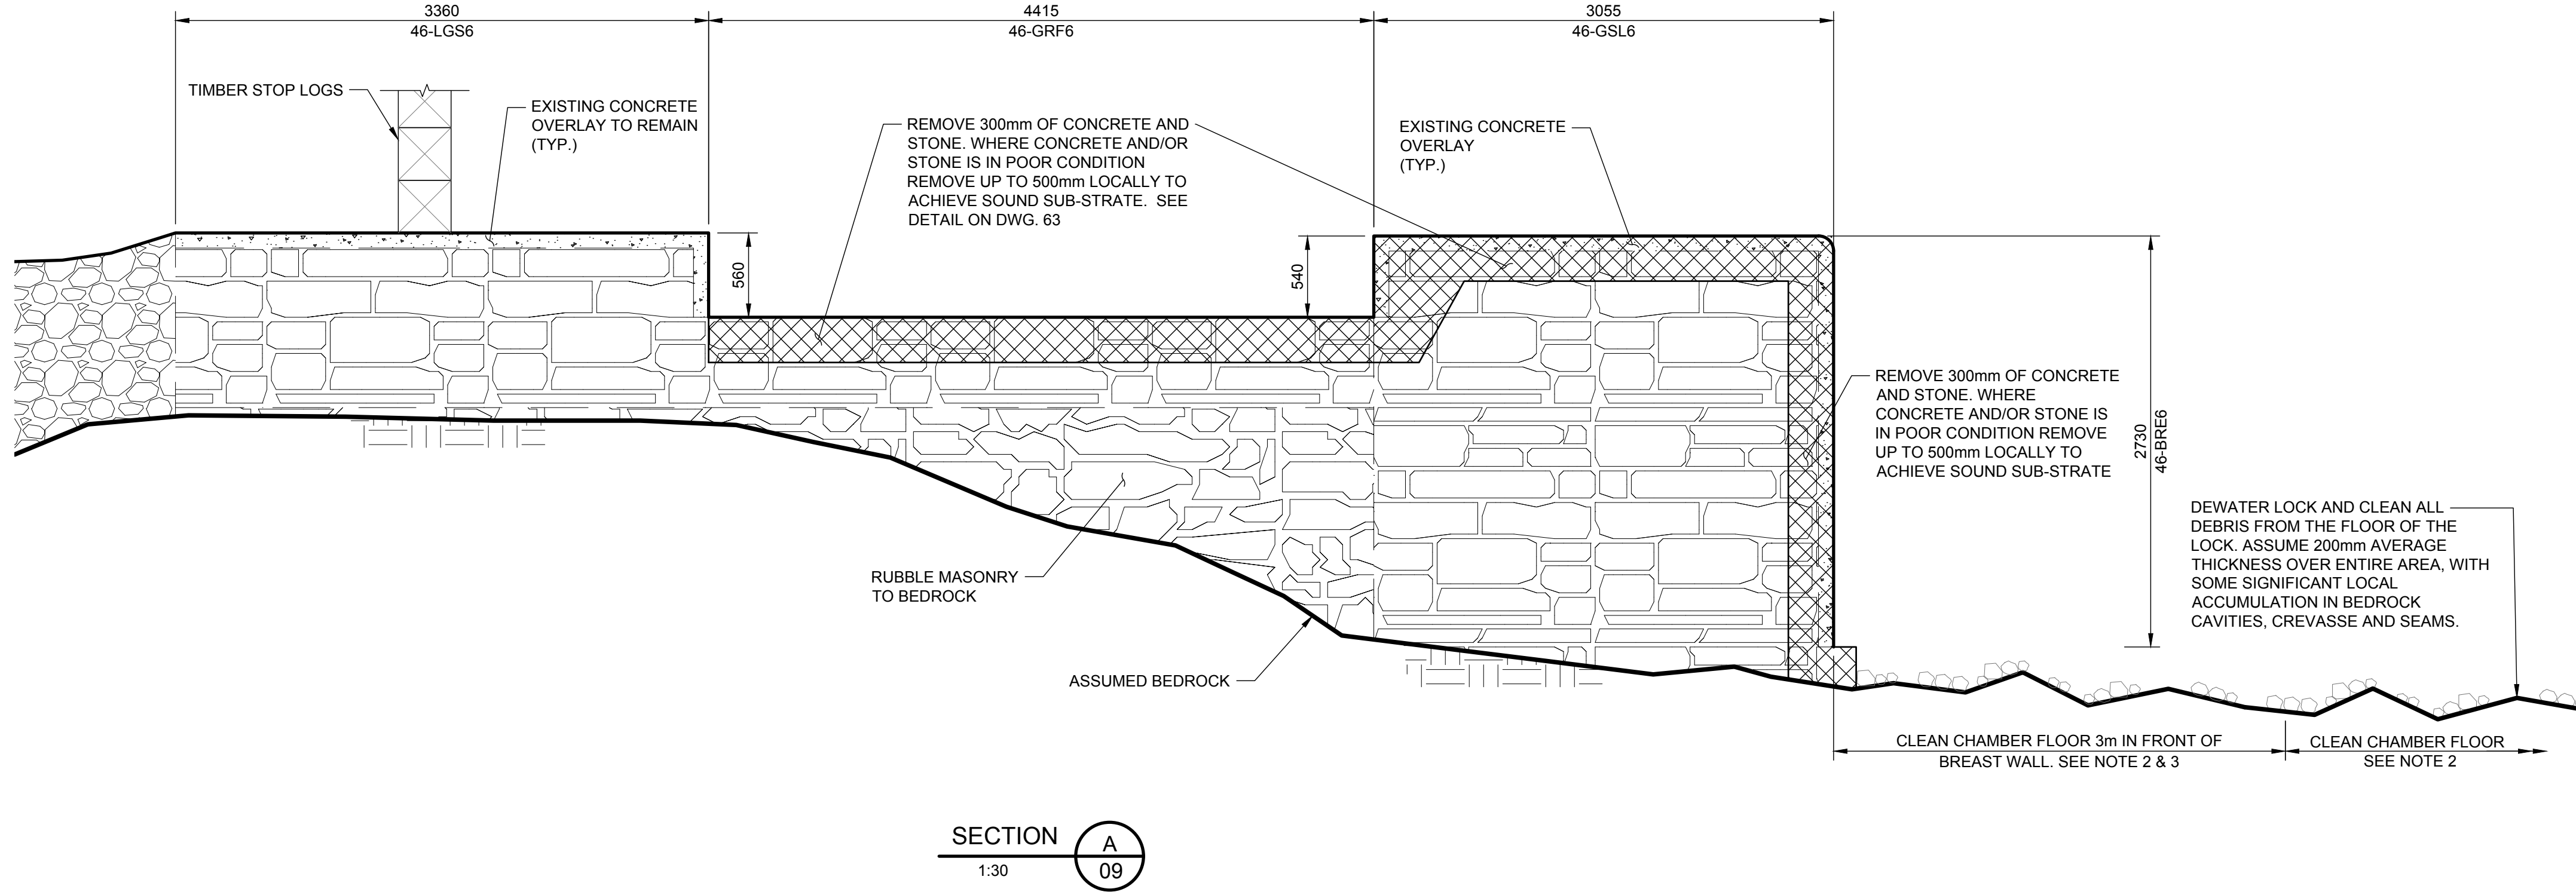 3360
46-LGS6
4415
46-GRF6
3055
46-GSL6
TIMBER STOP LOGS
EXISTING CONCRETE
OVERLAY TO REMAIN
(TYP.)
REMOVE 300mm OF CONCRETE AND
STONE. WHERE CONCRETE AND/OR
STONE IS IN POOR CONDITION
REMOVE UP TO 500mm LOCALLY TO
ACHIEVE SOUND SUB-STRATE. SEE
DETAIL ON DWG. 63
EXISTING CONCRETE
OVERLAY
(TYP.)
560
540
REMOVE 300mm OF CONCRETE
AND STONE. WHERE
CONCRETE AND/OR STONE IS
IN POOR CONDITION REMOVE
UP TO 500mm LOCALLY TO
ACHIEVE SOUND SUB-STRATE
2730
46-BRE6
DEWATER LOCK AND CLEAN ALL
DEBRIS FROM THE FLOOR OF THE
LOCK. ASSUME 200mm AVERAGE
THICKNESS OVER ENTIRE AREA, WITH
SOME SIGNIFICANT LOCAL
ACCUMULATION IN BEDROCK
CAVITIES, CREVASSE AND SEAMS.
RUBBLE MASONRY
TO BEDROCK
ASSUMED BEDROCK
CLEAN CHAMBER FLOOR 3m IN FRONT OF
BREAST WALL. SEE NOTE 2 & 3
CLEAN CHAMBER FLOOR
SEE NOTE 2
SECTION
1:30
A
09